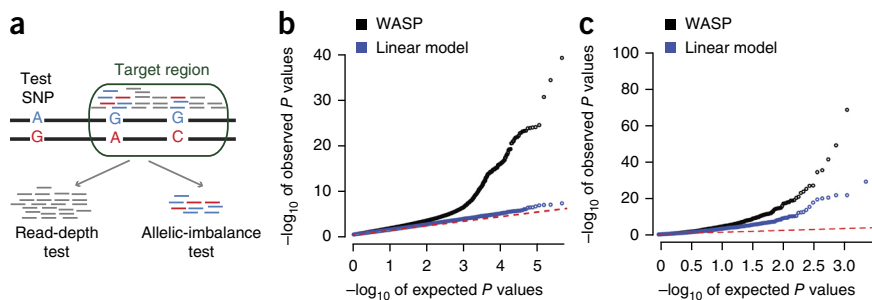 a
Test
SNP
Target region
A
G
G
G
A
C
Read-depth
test
Allelic-imbalance
test
b
WASP
Linear model
40
30
20
10
0
0
1
2
3
4
5
–log10 of observed P values
–log10 of expected P values
c
WASP
Linear model
100
80
60
40
20
0
0
0.5
1.0
1.5
2.0
2.5
3.0
–log10 of observed P values
–log10 of expected P values